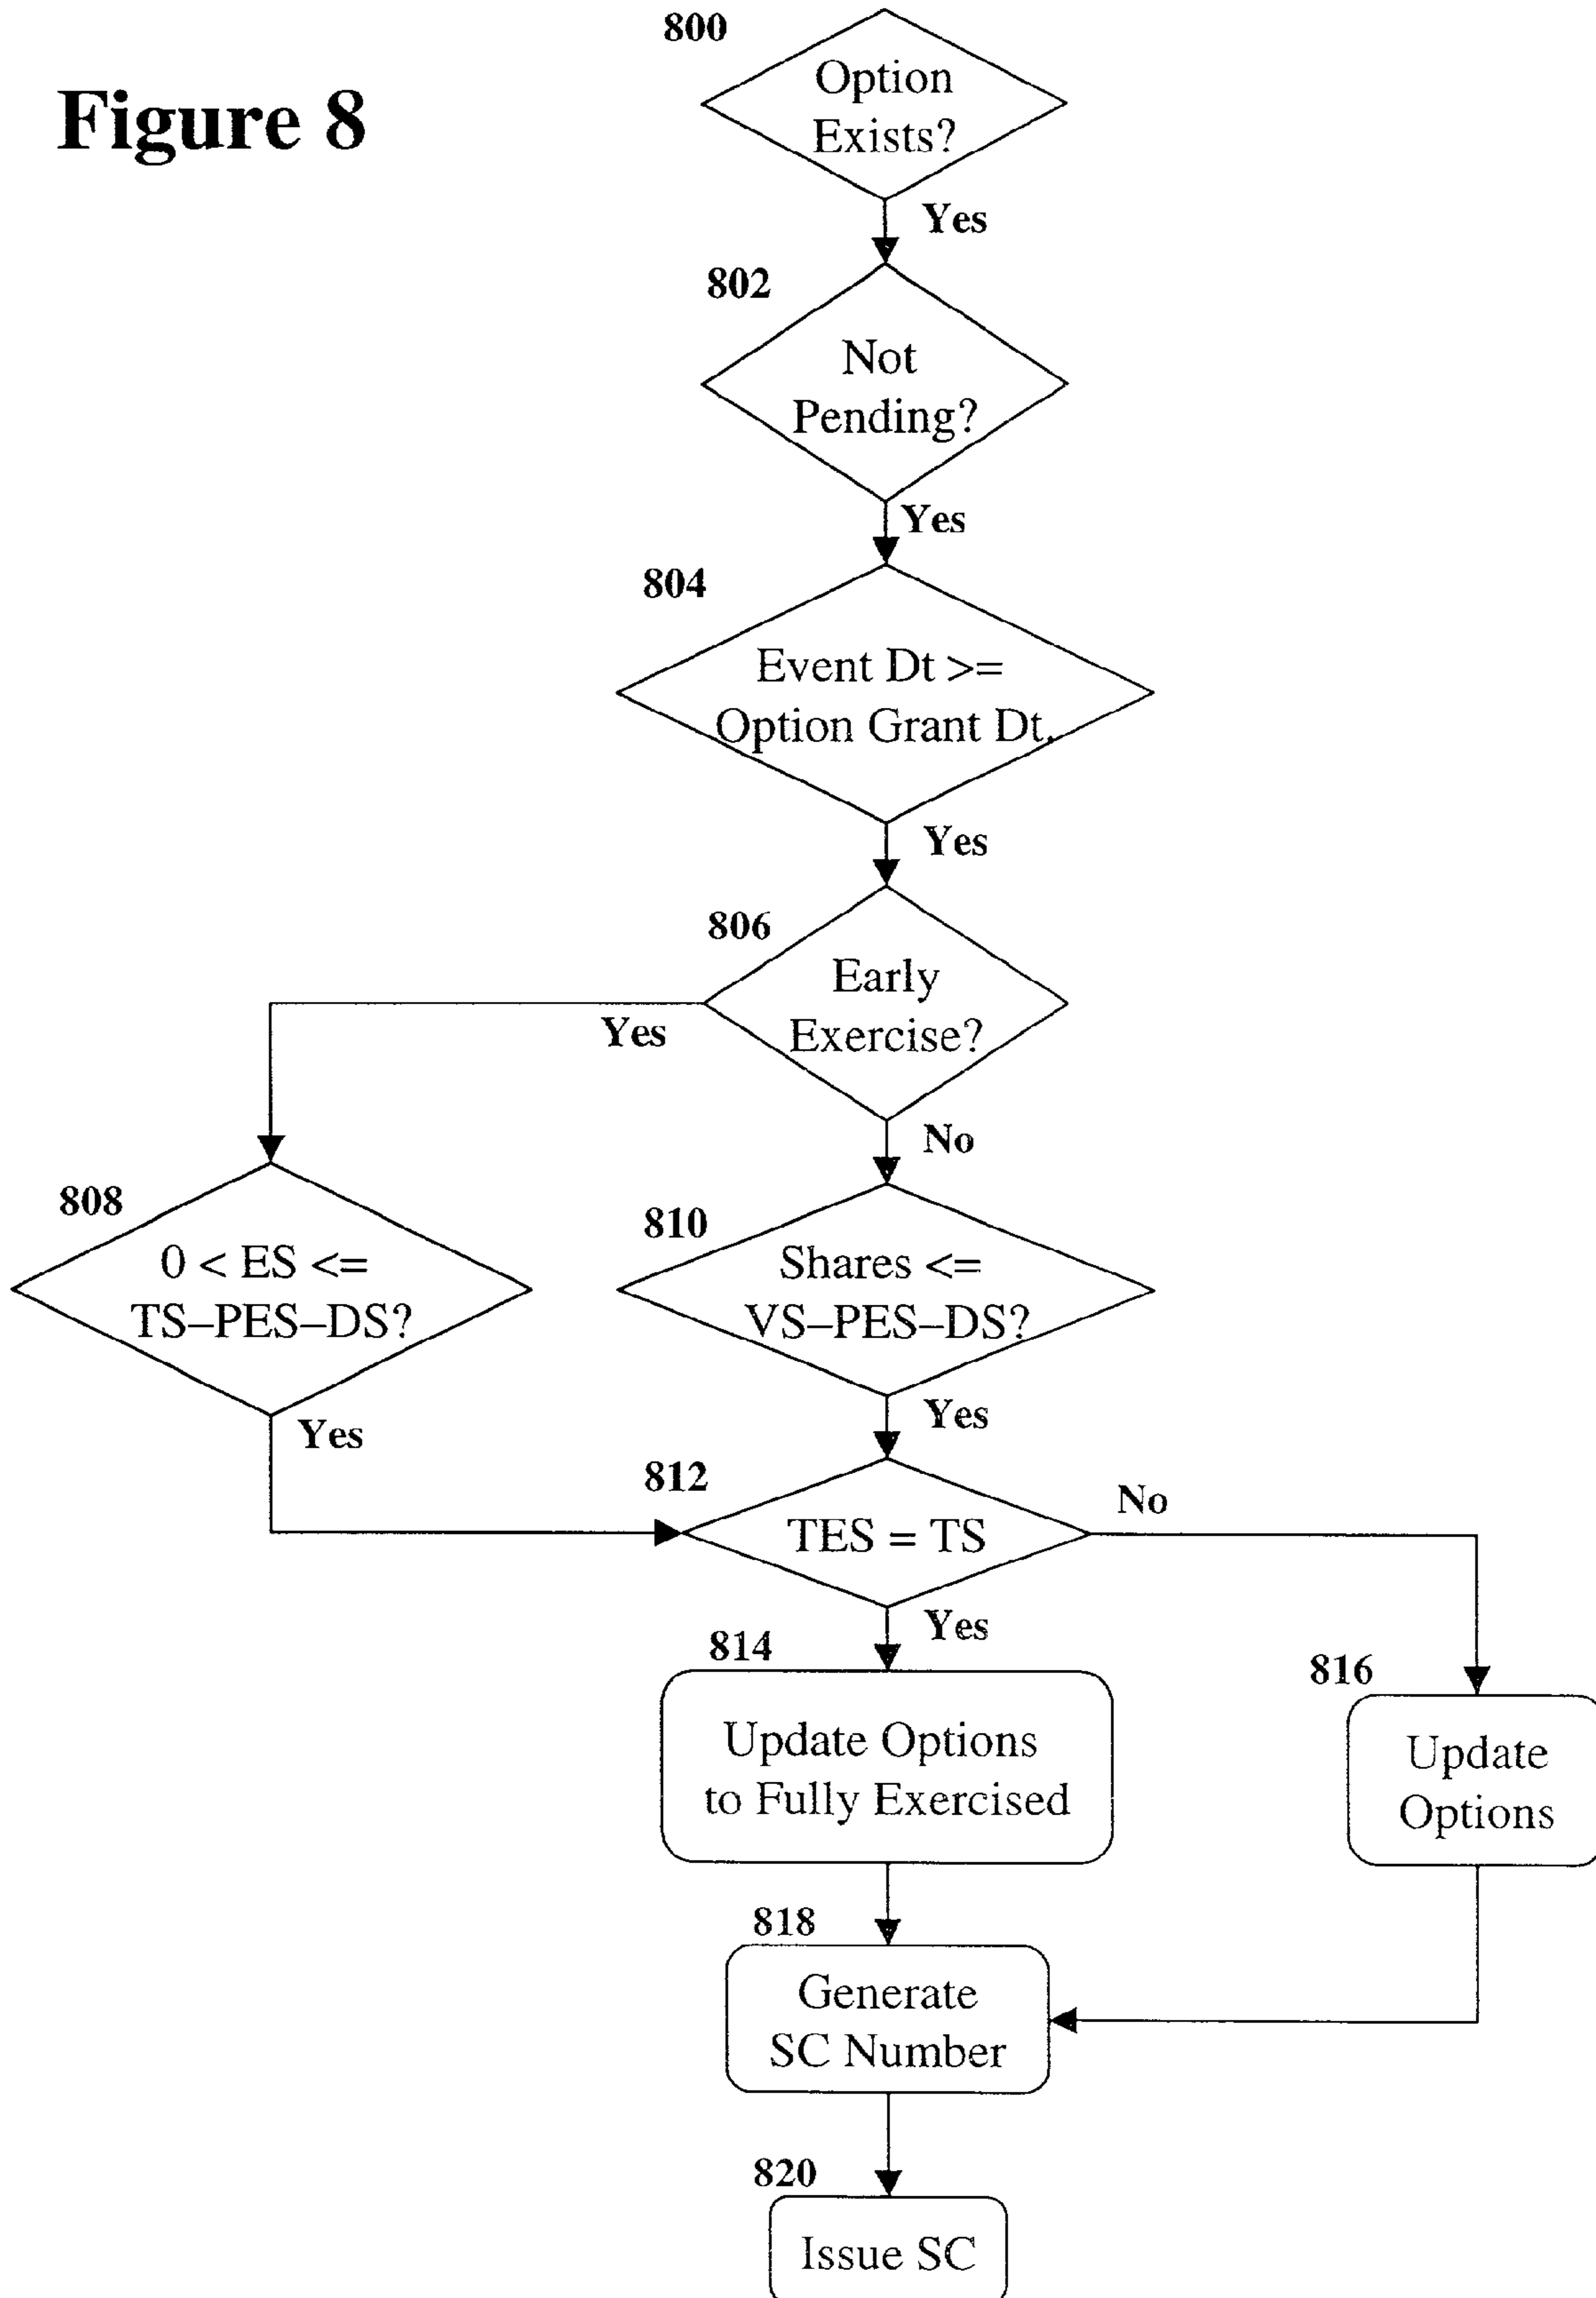 Figure 8
800
Option
Exists?
Yes
802
Not
Pending?
Yes
804
Event Dt >=
Option Grant Dt.
Yes
806
Early
Exercise?
Yes
No
808
0 < ES <=
TS–PES–DS?
Yes
810
Shares <=
VS–PES–DS?
Yes
812
TES = TS
No
Yes
814
Update Options
to Fully Exercised
816
Update
Options
818
Generate
SC Number
820
Issue SC